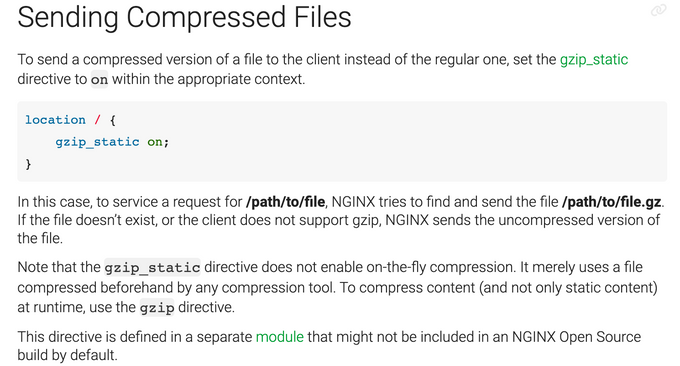 Sending Compressed Files
To send a compressed version of a file to the client instead of the regular one, set the gzip_static
directive to on within the appropriate context.
location / {
    gzip_static on;
}
In this case, to service a request for /path/to/file, NGINX tries to find and send the file /path/to/file.gz.
If the file doesn’t exist, or the client does not support gzip, NGINX sends the uncompressed version of
the file.
Note that the gzip_static directive does not enable on-the-fly compression. It merely uses a file
compressed beforehand by any compression tool. To compress content (and not only static content)
at runtime, use the gzip directive.
This directive is defined in a separate module that might not be included in an NGINX Open Source
build by default.